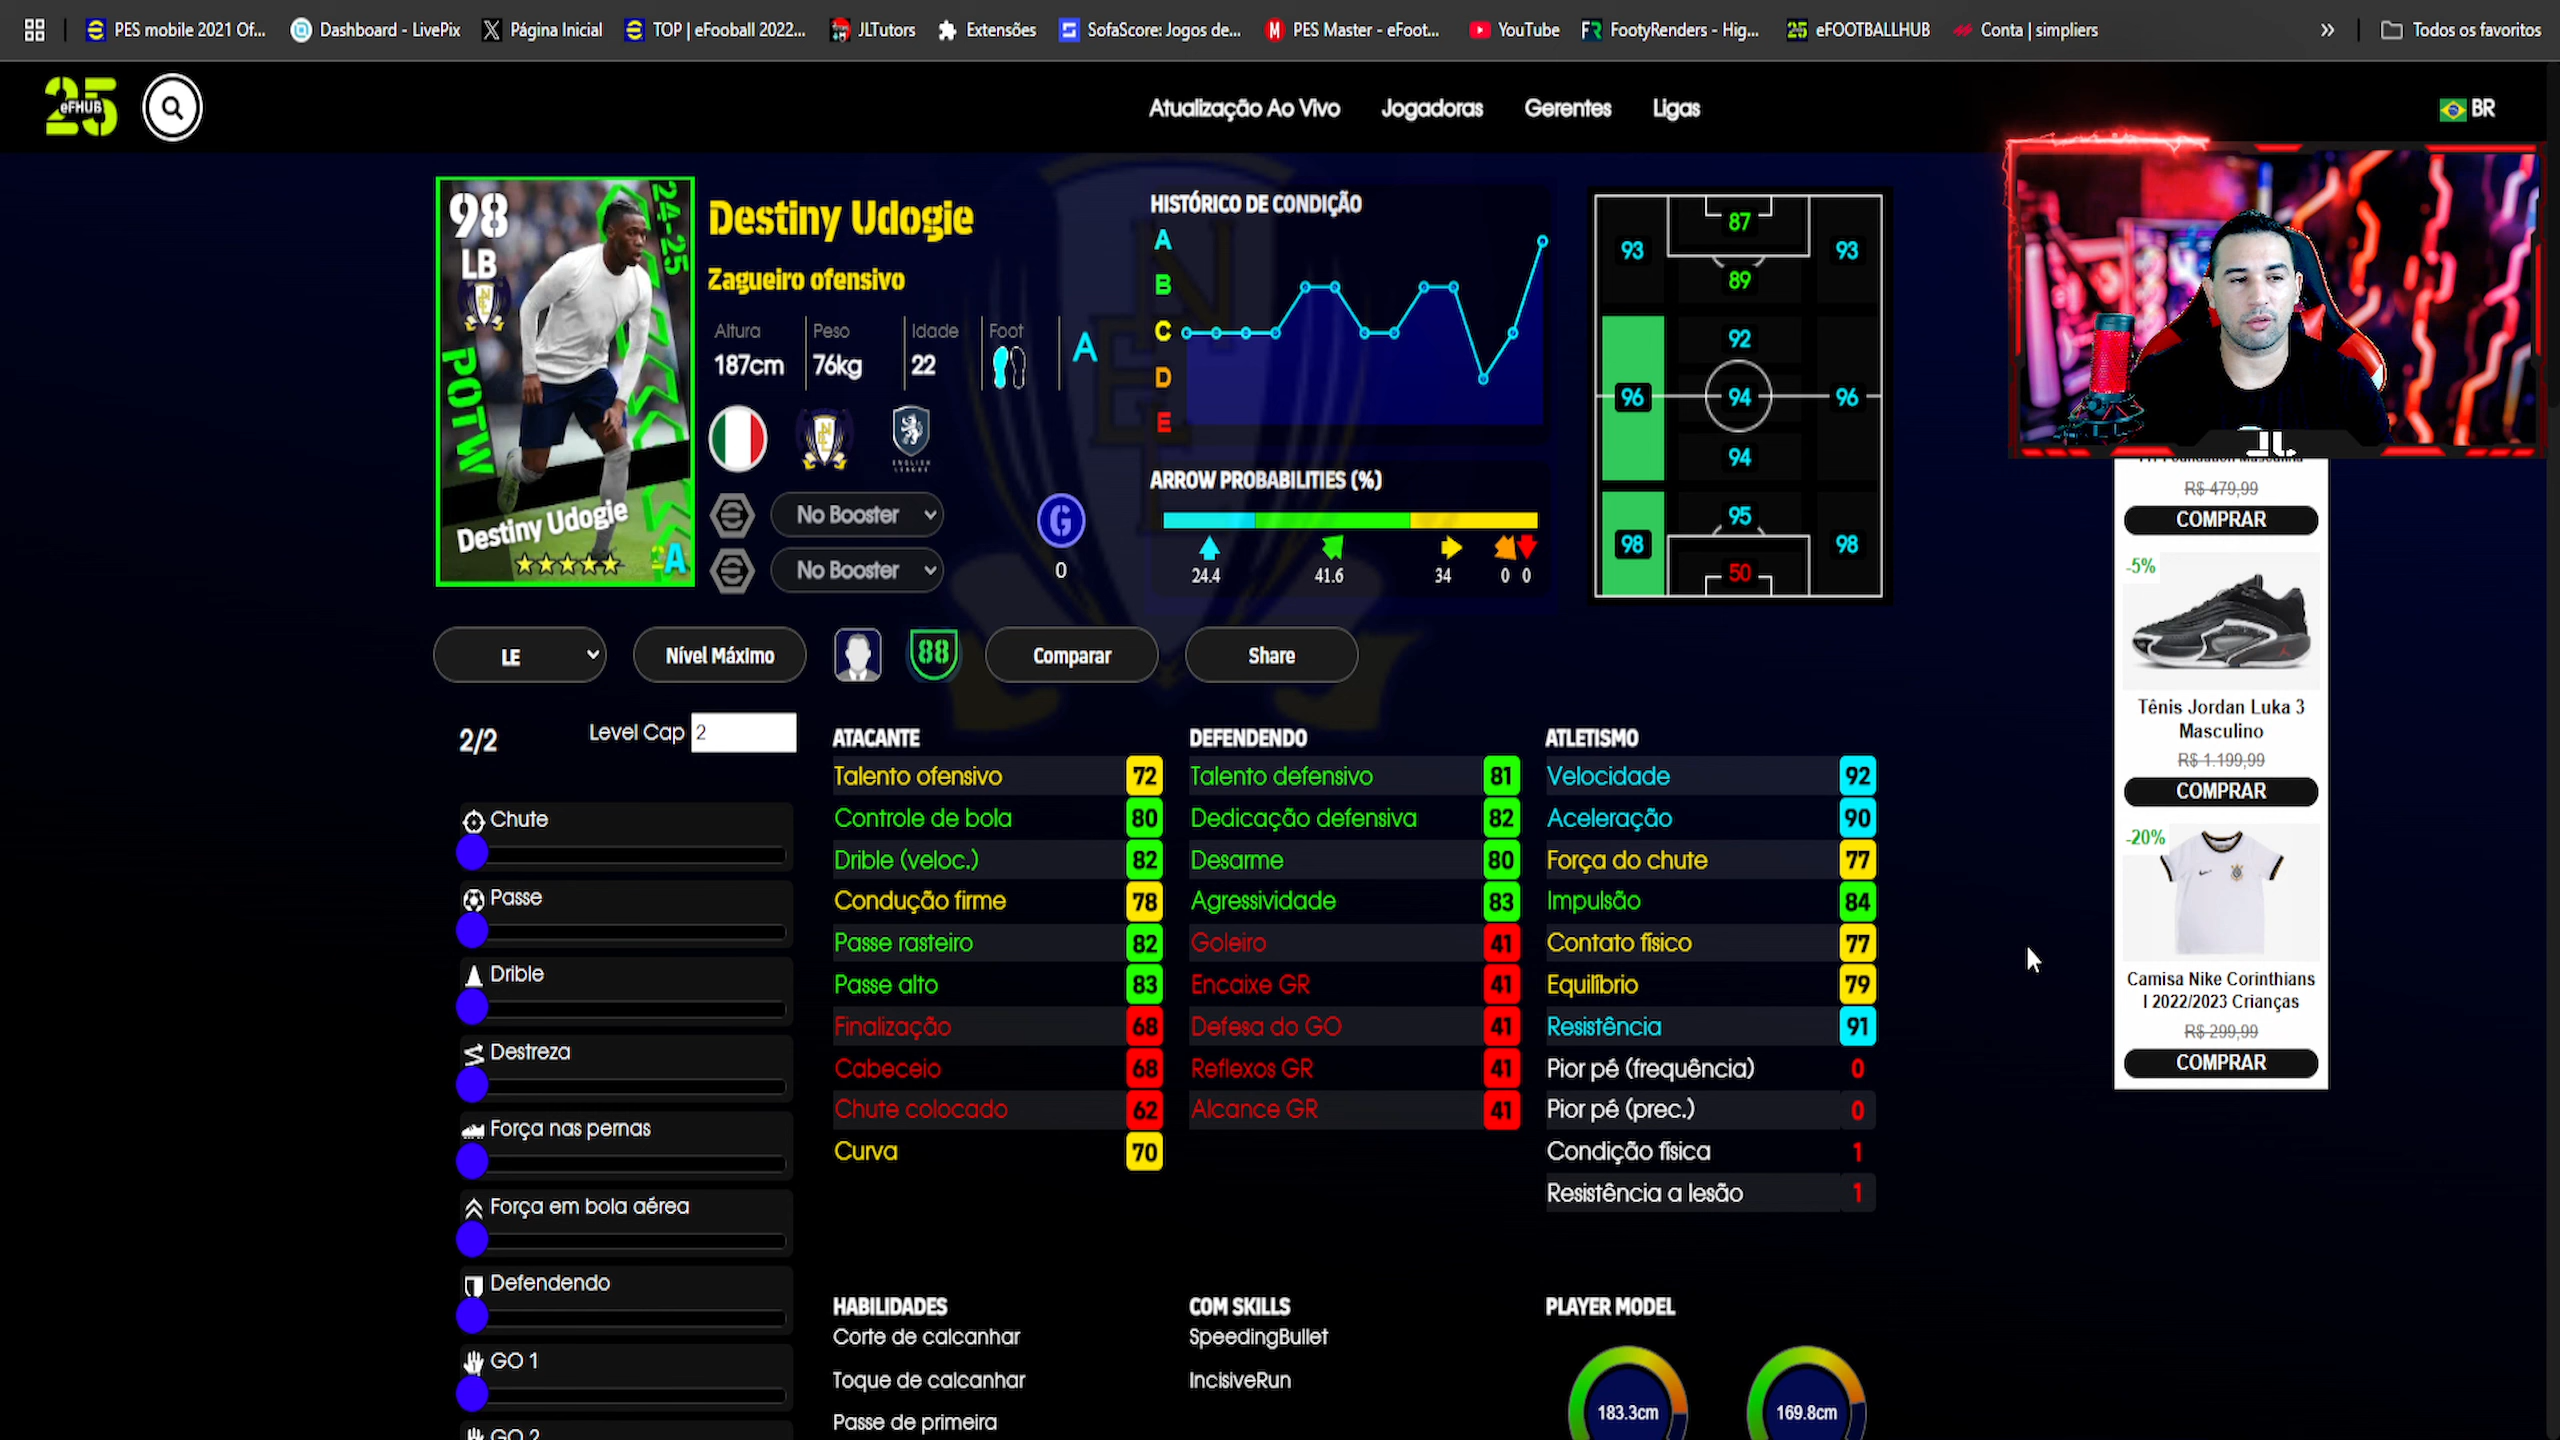 PES mobile 2021 Of...
Dashboard - LivePix
Página Inicial
TOP | eFooball 2022...
JLTutors
Extensões
SofaScore: Jogos de...
PES Master - eFoot...
YouTube
FootyRenders - Hig...
eFOOTBALLHUB
Conta | simpliers
»
Todos os favoritos
25
eFHUB
Atualização Ao Vivo
Jogadoras
Gerentes
Ligas
BR
98
LB
24-25
POTW
Destiny Udogie
A
Destiny Udogie
Zagueiro ofensivo
Altura
187cm
Peso
76kg
Idade
22
Foot
A
ENGLISH
LEAGUE
No Booster
No Booster
G
0
HISTÓRICO DE CONDIÇÃO
A
B
C
D
E
ARROW PROBABILITIES (%)
24.4
41.6
34
0
0
87
93
93
89
92
96
94
96
94
95
98
98
50
R$ 479,99
COMPRAR
-5%
Tênis Jordan Luka 3
Masculino
R$ 1.199,99
COMPRAR
-20%
Camisa Nike Corinthians
I 2022/2023 Crianças
R$ 299,99
COMPRAR
LE
Nível Máximo
88
Comparar
Share
2/2
Level Cap 2
Chute
Passe
Drible
Destreza
Força nas pernas
Força em bola aérea
Defendendo
GO 1
GO 2
ATACANTE
Talento ofensivo 72
Controle de bola 80
Drible (veloc.) 82
Condução firme 78
Passe rasteiro 82
Passe alto 83
Finalização 68
Cabeceio 68
Chute colocado 62
Curva 70
DEFENDENDO
Talento defensivo 81
Dedicação defensiva 82
Desarme 80
Agressividade 83
Goleiro 41
Encaixe GR 41
Defesa do GO 41
Reflexos GR 41
Alcance GR 41
ATLETISMO
Velocidade 92
Aceleração 90
Força do chute 77
Impulsão 84
Contato físico 77
Equilíbrio 79
Resistência 91
Pior pé (frequência) 0
Pior pé (prec.) 0
Condição física 1
Resistência a lesão 1
HABILIDADES
Corte de calcanhar
Toque de calcanhar
Passe de primeira
COM SKILLS
SpeedingBullet
IncisiveRun
PLAYER MODEL
183.3cm
169.8cm